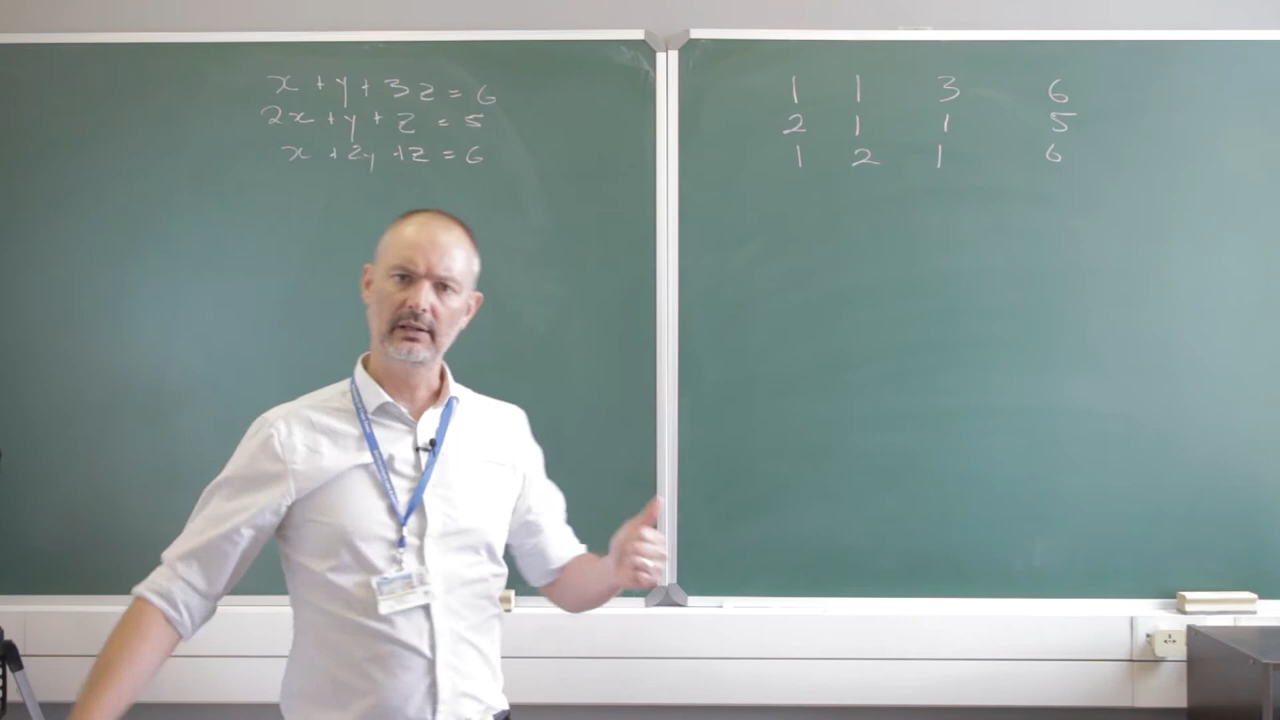 x + y + 3z = 6
2x + y + z = 5
x + 2y + z = 6
1 1 3 6
2 1 1 5
1 2 1 6